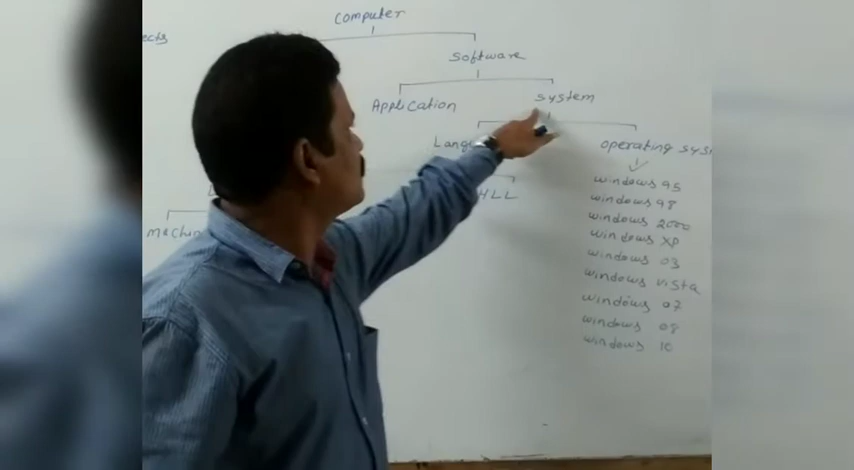 Computer
Software
Application
System
HLL
operating
windows 95
windows 98
windows 2000
windows XP
windows 03
windows vista
windows 07
windows 08
windows 10